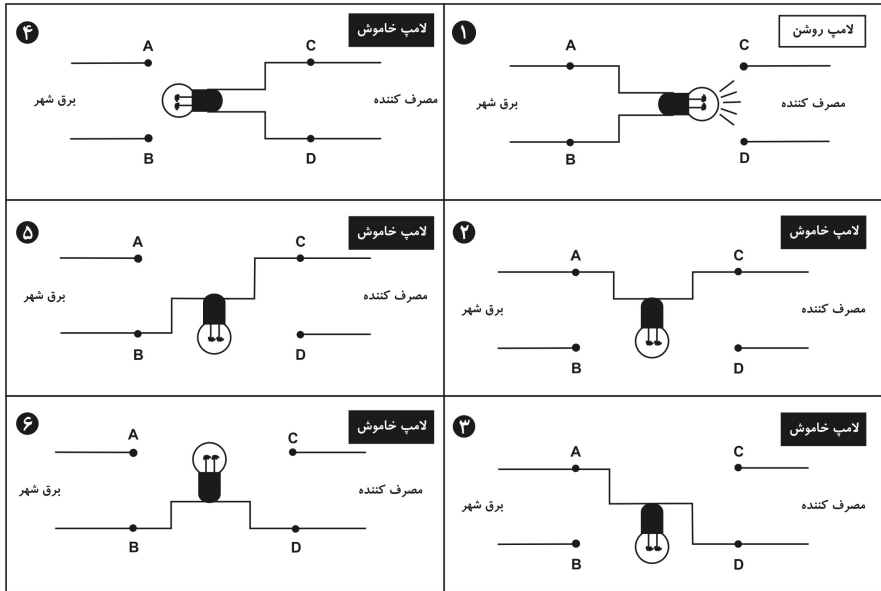 ۱
لامپ روشن
A
C
برق شهر
مصرف کننده
B
D
۲
لامپ خاموش
A
C
برق شهر
مصرف کننده
B
D
۳
لامپ خاموش
A
C
برق شهر
مصرف کننده
B
D
۴
لامپ خاموش
A
C
برق شهر
مصرف کننده
B
D
۵
لامپ خاموش
A
C
برق شهر
مصرف کننده
B
D
۶
لامپ خاموش
A
C
برق شهر
مصرف کننده
B
D